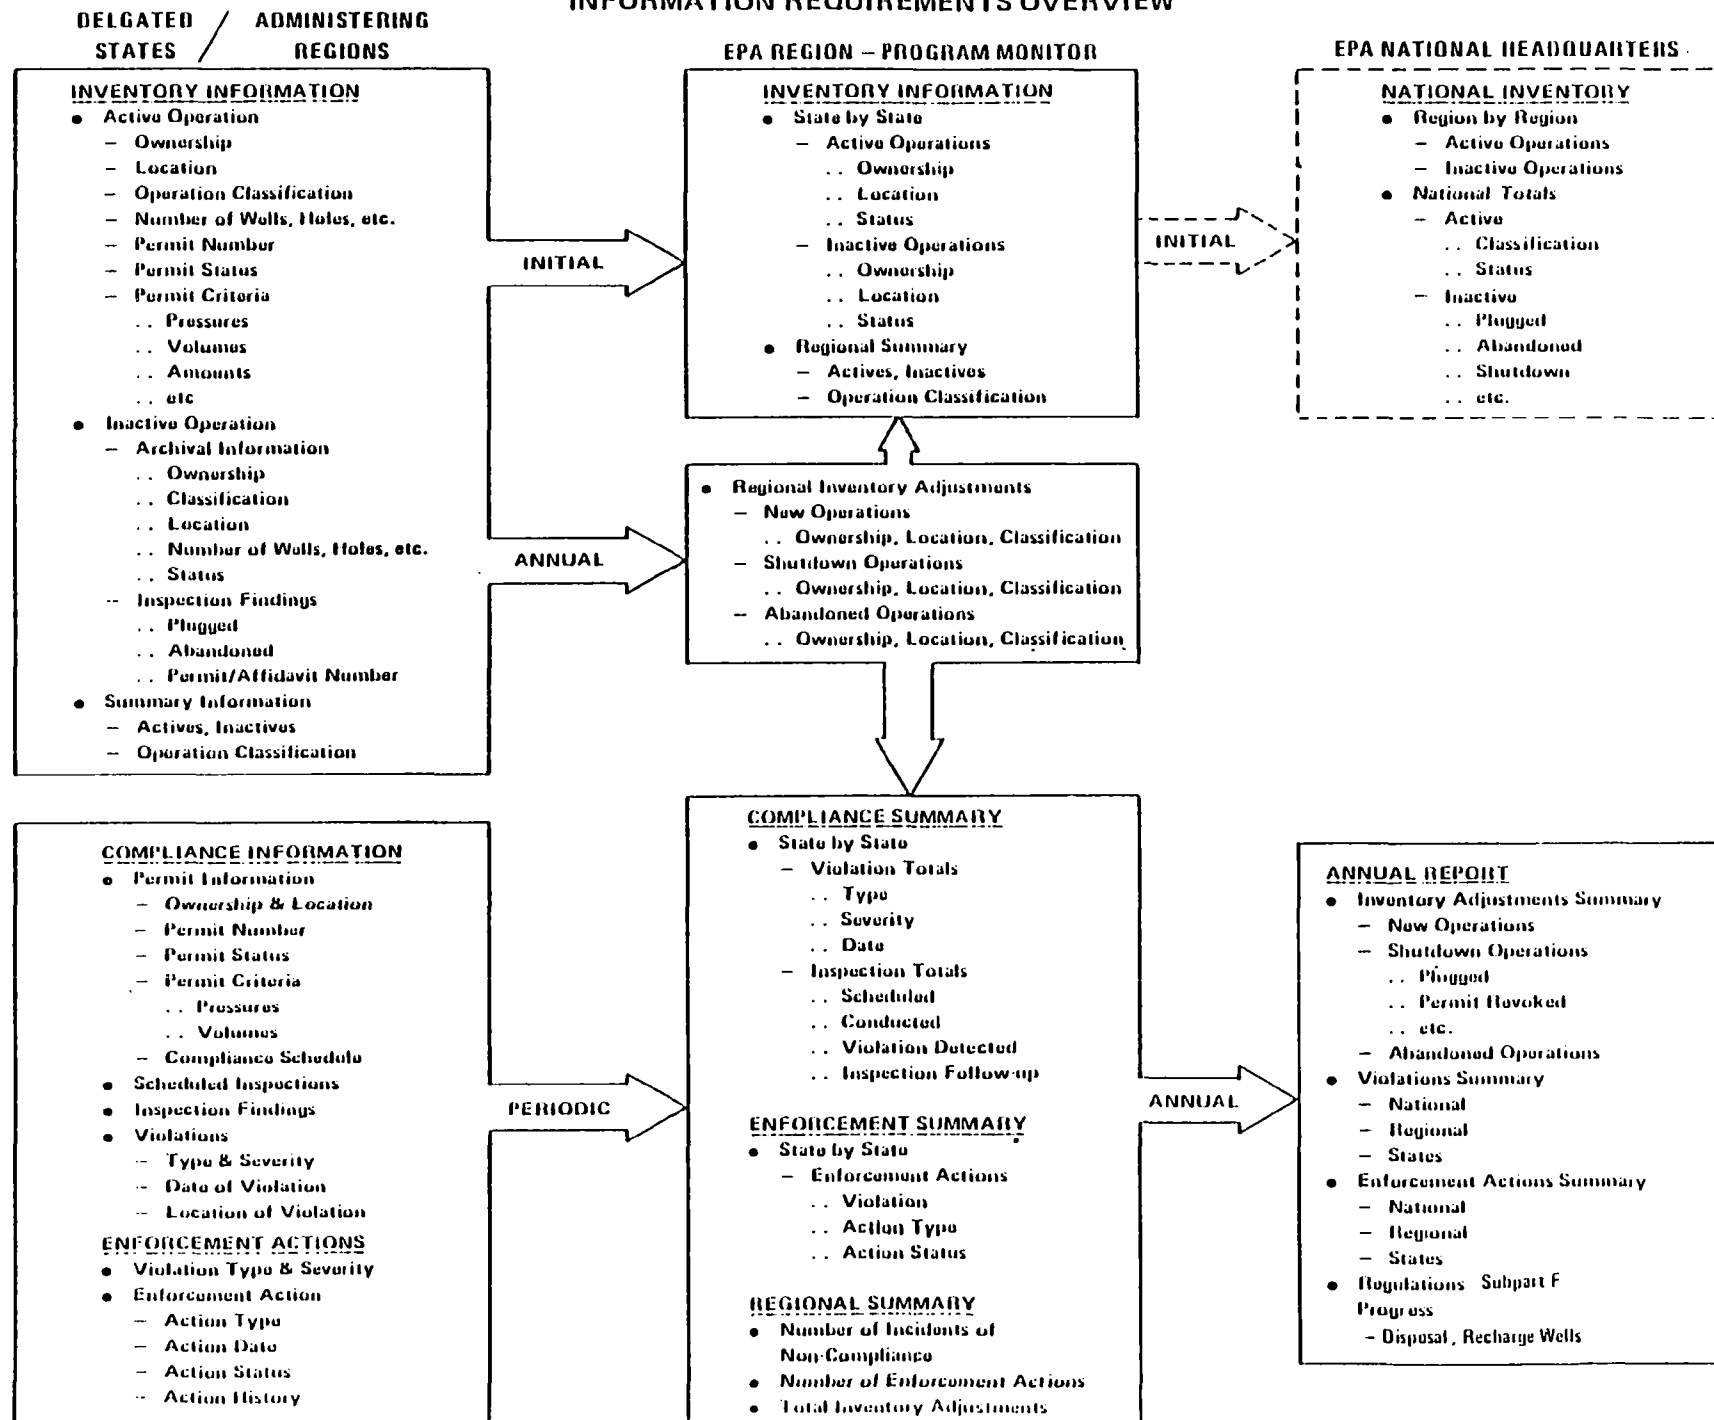 INFORMATION REQUIREMENTS OVERVIEW
DELGATED
STATES / ADMINISTERING
REGIONS
INVENTORY INFORMATION
• Active Operation
– Ownership
– Location
– Operation Classification
– Number of Wells, Holes, etc.
– Permit Number
– Permit Status
– Permit Criteria
.. Pressures
.. Volumes
.. Amounts
.. etc
• Inactive Operation
– Archival Information
.. Ownership
.. Classification
.. Location
.. Number of Wells, Holes, etc.
.. Status
– Inspection Findings
.. Plugged
.. Abandoned
.. Permit/Affidavit Number
• Summary Information
– Actives, Inactives
– Operation Classification
INITIAL
ANNUAL
EPA REGION – PROGRAM MONITOR
INVENTORY INFORMATION
• State by State
– Active Operations
.. Ownership
.. Location
.. Status
– Inactive Operations
.. Ownership
.. Location
.. Status
• Regional Summary
– Actives, Inactives
– Operation Classification
• Regional Inventory Adjustments
– New Operations
.. Ownership, Location, Classification
– Shutdown Operations
.. Ownership, Location, Classification
– Abandoned Operations
.. Ownership, Location, Classification
INITIAL
EPA NATIONAL HEADQUARTERS
NATIONAL INVENTORY
• Region by Region
– Active Operations
– Inactive Operations
• National Totals
– Active
.. Classification
.. Status
– Inactive
.. Plugged
.. Abandoned
.. Shutdown
.. etc.
COMPLIANCE INFORMATION
• Permit Information
– Ownership & Location
– Permit Number
– Permit Status
– Permit Criteria
.. Pressures
.. Volumes
– Compliance Schedule
• Scheduled Inspections
• Inspection Findings
• Violations
– Type & Severity
– Date of Violation
– Location of Violation
ENFORCEMENT ACTIONS
• Violation Type & Severity
• Enforcement Action
– Action Type
– Action Date
– Action Status
– Action History
PERIODIC
COMPLIANCE SUMMARY
• State by State
– Violation Totals
.. Type
.. Severity
.. Date
– Inspection Totals
.. Scheduled
.. Conducted
.. Violation Detected
.. Inspection Follow-up
ENFORCEMENT SUMMARY
• State by State
– Enforcement Actions
.. Violation
.. Action Type
.. Action Status
REGIONAL SUMMARY
• Number of Incidents of
Non-Compliance
• Number of Enforcement Actions
• Total Inventory Adjustments
ANNUAL
ANNUAL REPORT
• Inventory Adjustments Summary
– New Operations
– Shutdown Operations
.. Plugged
.. Permit Revoked
.. etc.
– Abandoned Operations
• Violations Summary
– National
– Regional
– States
• Enforcement Actions Summary
– National
– Regional
– States
• Regulations Subpart F
Progress
– Disposal, Recharge Wells